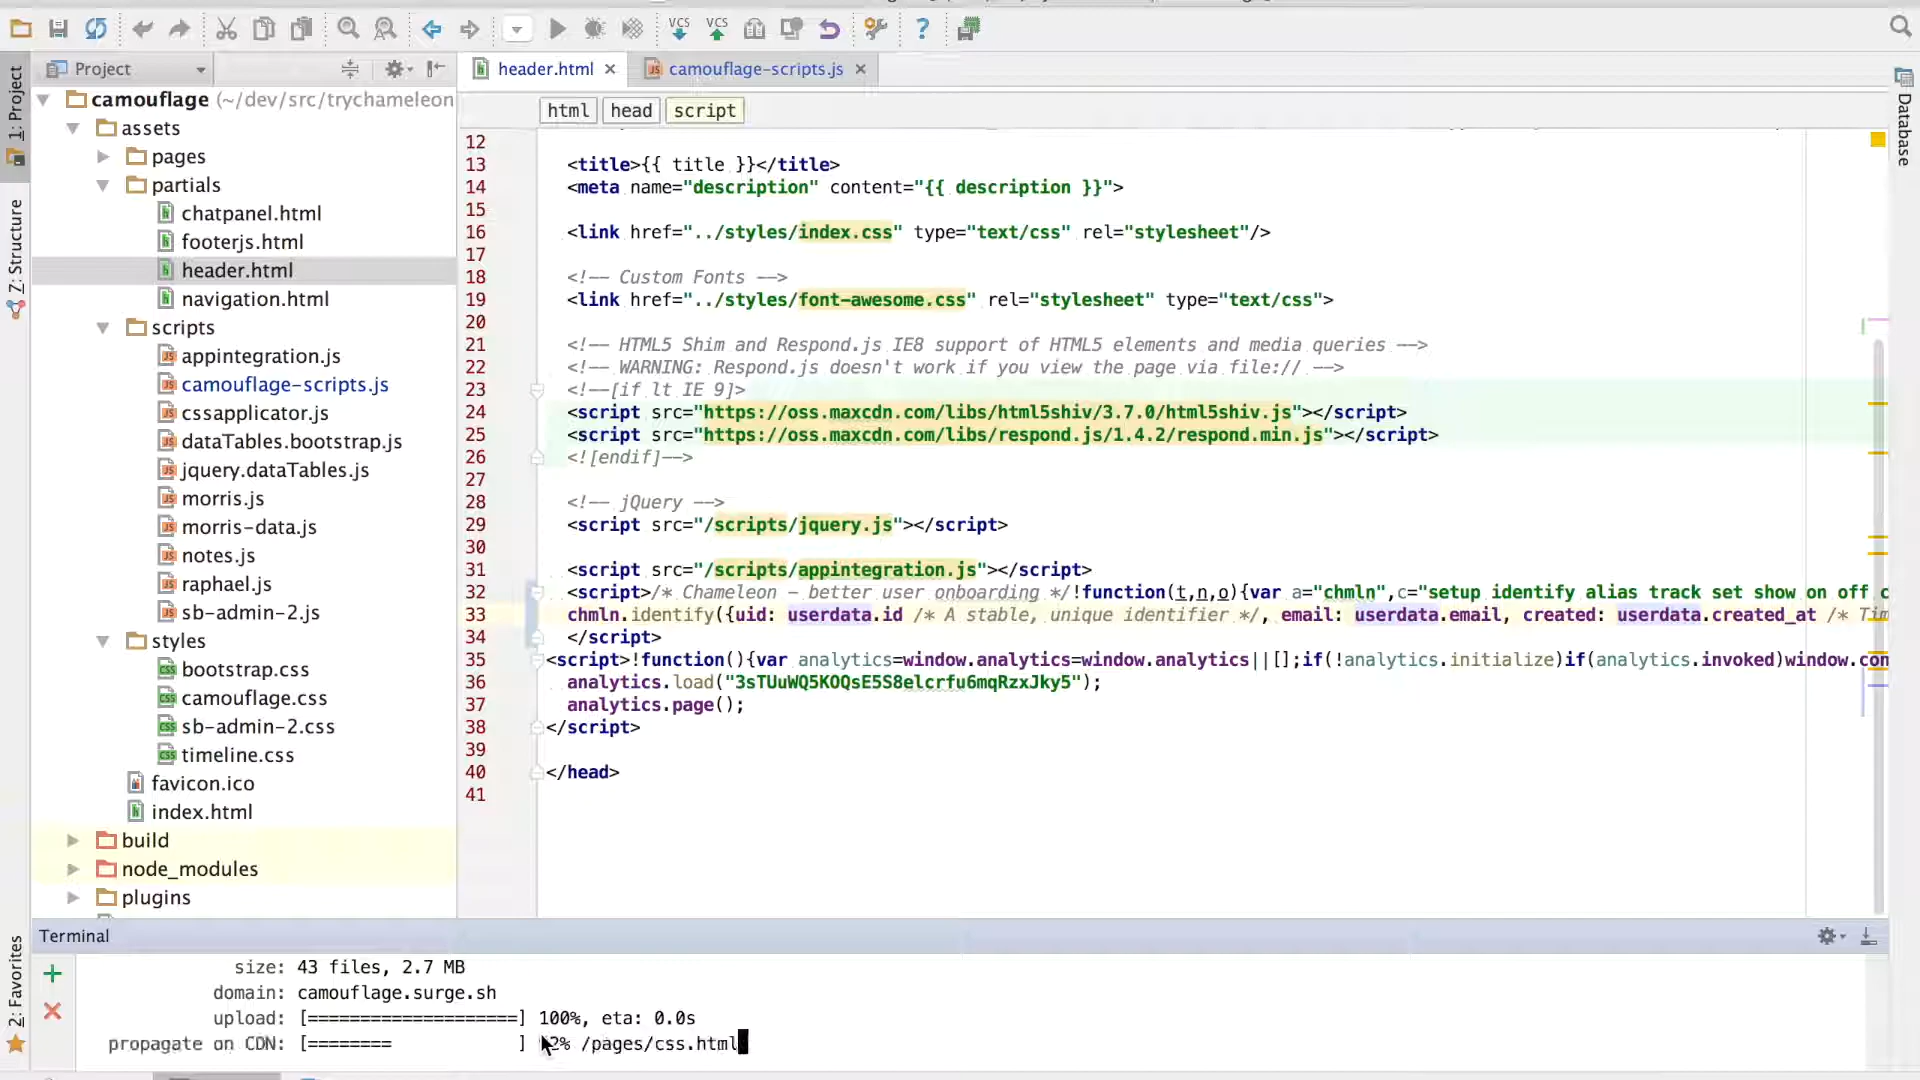 VCS
VCS
Project
header.html
camouflage-scripts.js
1: Project
Z: Structure
2: Favorites
Database
camouflage (~/dev/src/trychameleon
assets
pages
partials
chatpanel.html
footerjs.html
header.html
navigation.html
scripts
appintegration.js
camouflage-scripts.js
cssapplicator.js
dataTables.bootstrap.js
jquery.dataTables.js
morris.js
morris-data.js
notes.js
raphael.js
sb-admin-2.js
styles
bootstrap.css
camouflage.css
sb-admin-2.css
timeline.css
favicon.ico
index.html
build
node_modules
plugins
html head script
12
13 <title>{{ title }}</title>
14 <meta name="description" content="{{ description }}">
15
16 <link href="../styles/index.css" type="text/css" rel="stylesheet"/>
17
18 <!-- Custom Fonts -->
19 <link href="../styles/font-awesome.css" rel="stylesheet" type="text/css">
20
21 <!-- HTML5 Shim and Respond.js IE8 support of HTML5 elements and media queries -->
22 <!-- WARNING: Respond.js doesn't work if you view the page via file:// -->
23 <!--[if lt IE 9]>
24 <script src="https://oss.maxcdn.com/libs/html5shiv/3.7.0/html5shiv.js"></script>
25 <script src="https://oss.maxcdn.com/libs/respond.js/1.4.2/respond.min.js"></script>
26 <![endif]-->
27
28 <!-- jQuery -->
29 <script src="/scripts/jquery.js"></script>
30
31 <script src="/scripts/appintegration.js"></script>
32 <script>/* Chameleon - better user onboarding */!function(t,n,o){var a="chmln",c="setup identify alias track set show on off c
33 chmln.identify({uid: userdata.id /* A stable, unique identifier */, email: userdata.email, created: userdata.created_at /* Tim
34 </script>
35 <script>!function(){var analytics=window.analytics=window.analytics||[];if(!analytics.initialize)if(analytics.invoked)window.con
36 analytics.load("3sTUuWQ5KOQsE5S8elcrfu6mqRzxJky5");
37 analytics.page();
38 </script>
39
40 </head>
41
Terminal
size: 43 files, 2.7 MB
domain: camouflage.surge.sh
upload: [====================] 100%, eta: 0.0s
propagate on CDN: [======== ] 2% /pages/css.html